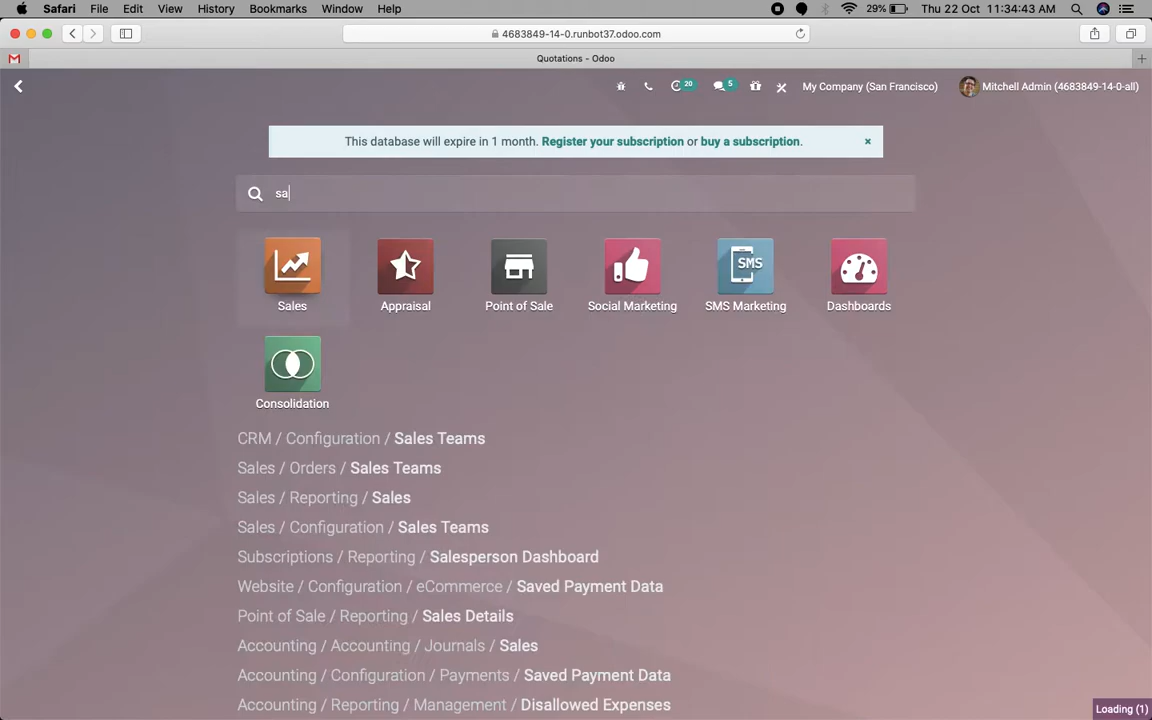 Safari File Edit View History Bookmarks Window Help 29% Thu 22 Oct 11:34:43 AM
4683849-14-0.runbot37.odoo.com
Quotations - Odoo
20 5 My Company (San Francisco) Mitchell Admin (4683849-14-0-all)
This database will expire in 1 month. Register your subscription or buy a subscription. ×
sa
Sales Appraisal Point of Sale Social Marketing SMS SMS Marketing Dashboards
Consolidation
CRM / Configuration / Sales Teams
Sales / Orders / Sales Teams
Sales / Reporting / Sales
Sales / Configuration / Sales Teams
Subscriptions / Reporting / Salesperson Dashboard
Website / Configuration / eCommerce / Saved Payment Data
Point of Sale / Reporting / Sales Details
Accounting / Accounting / Journals / Sales
Accounting / Configuration / Payments / Saved Payment Data
Accounting / Reporting / Management / Disallowed Expenses
Loading (1)